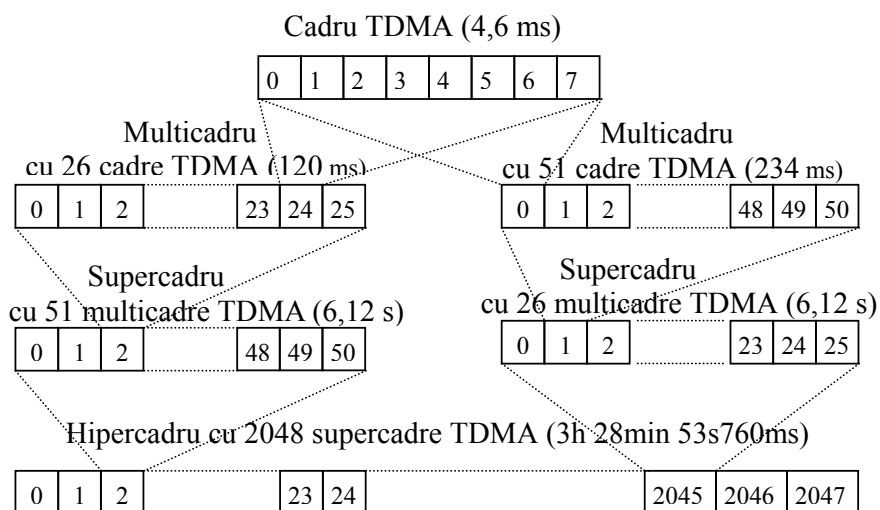 Cadru TDMA (4,6 ms)
0 1 2 3 4 5 6 7
Multicadru
cu 26 cadre TDMA (120 ms)
0 1 2 23 24 25
Multicadru
cu 51 cadre TDMA (234 ms)
0 1 2 48 49 50
Supercadru
cu 51 multicadre TDMA (6,12 s)
0 1 2 48 49 50
Supercadru
cu 26 multicadre TDMA (6,12 s)
0 1 2 23 24 25
Hipercadru cu 2048 supercadre TDMA (3h 28min 53s760ms)
0 1 2 23 24 2045 2046 2047